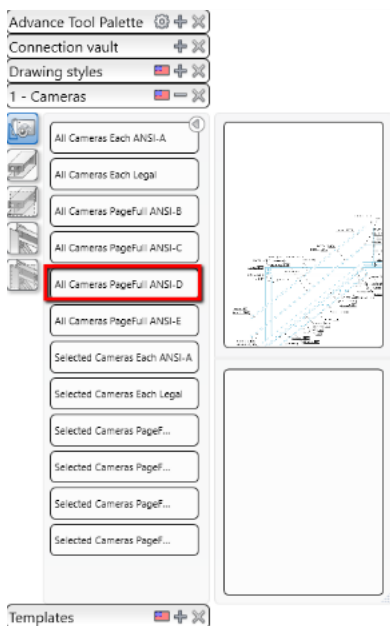 Advance Tool Palette
Connection vault
Drawing styles
1 - Cameras
All Cameras Each ANSI-A
All Cameras Each Legal
All Cameras PageFull ANSI-B
All Cameras PageFull ANSI-C
All Cameras PageFull ANSI-D
All Cameras PageFull ANSI-E
Selected Cameras Each ANSI-A
Selected Cameras Each Legal
Selected Cameras PageF...
Selected Cameras PageF...
Selected Cameras PageF...
Selected Cameras PageF...
Templates